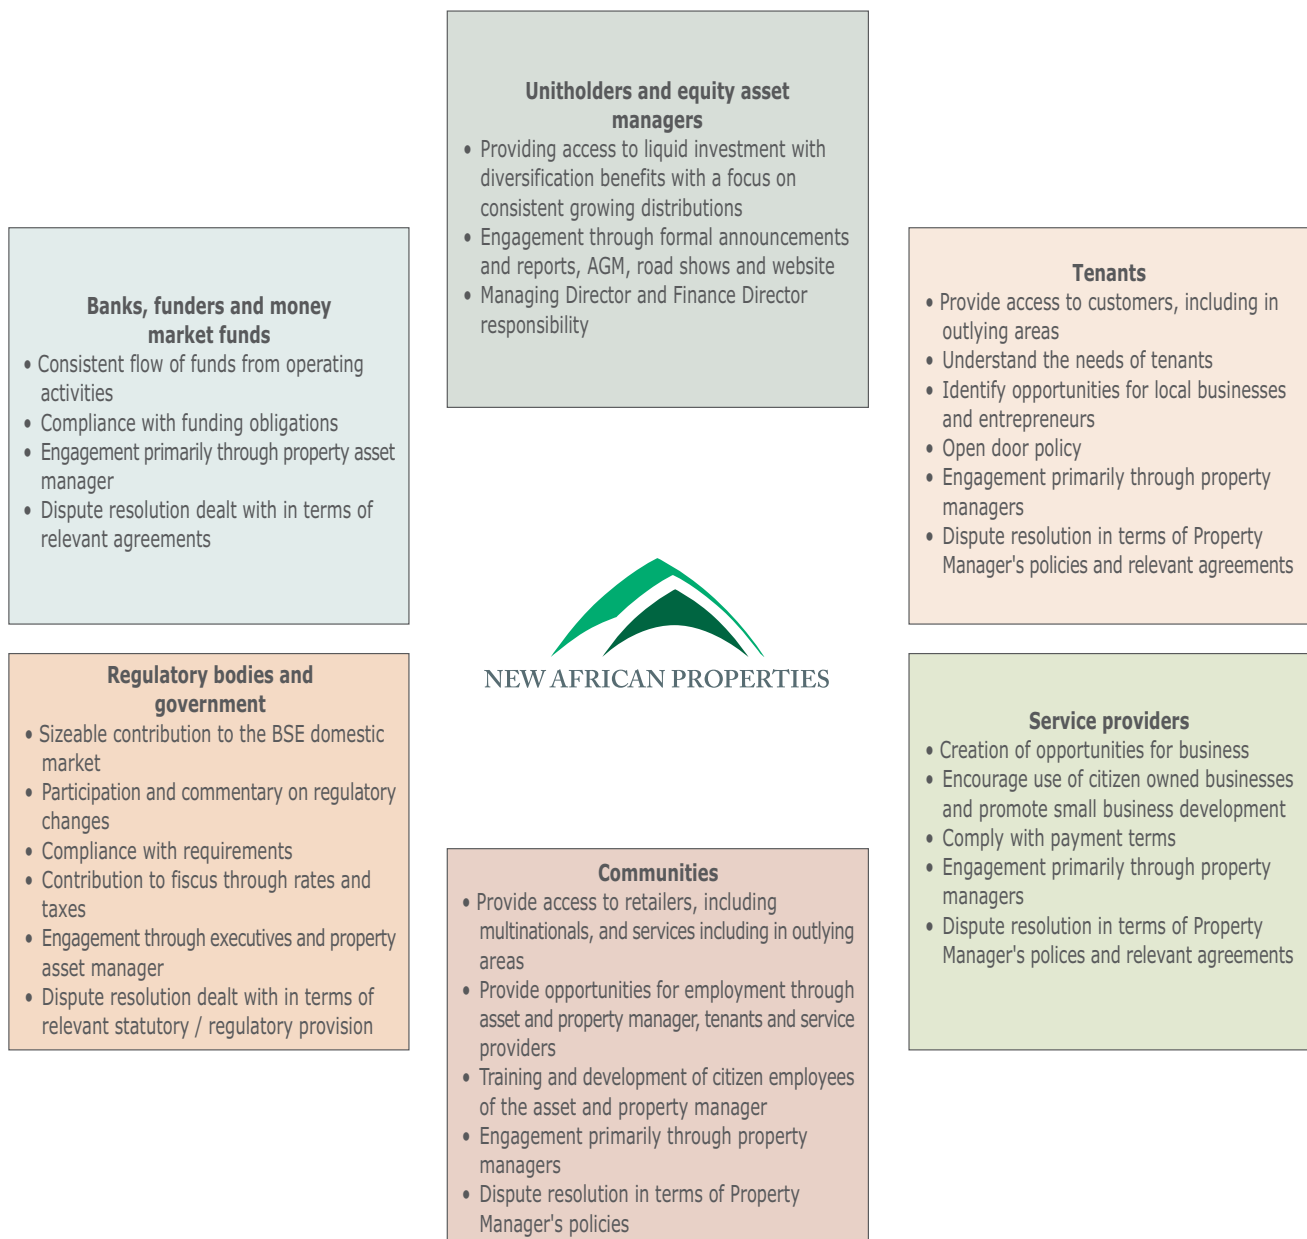 Unitholders and equity asset
managers
• Providing access to liquid investment with
diversification benefits with a focus on
consistent growing distributions
• Engagement through formal announcements
and reports, AGM, road shows and website
• Managing Director and Finance Director
responsibility
Banks, funders and money
market funds
• Consistent flow of funds from operating
activities
• Compliance with funding obligations
• Engagement primarily through property asset
manager
• Dispute resolution dealt with in terms of
relevant agreements
Tenants
• Provide access to customers, including in
outlying areas
• Understand the needs of tenants
• Identify opportunities for local businesses
and entrepreneurs
• Open door policy
• Engagement primarily through property
managers
• Dispute resolution in terms of Property
Manager's policies and relevant agreements
NEW AFRICAN PROPERTIES
Regulatory bodies and
government
• Sizeable contribution to the BSE domestic
market
• Participation and commentary on regulatory
changes
• Compliance with requirements
• Contribution to fiscus through rates and
taxes
• Engagement through executives and property
asset manager
• Dispute resolution dealt with in terms of
relevant statutory / regulatory provision
Service providers
• Creation of opportunities for business
• Encourage use of citizen owned businesses
and promote small business development
• Comply with payment terms
• Engagement primarily through property
managers
• Dispute resolution in terms of Property
Manager's polices and relevant agreements
Communities
• Provide access to retailers, including
multinationals, and services including in outlying
areas
• Provide opportunities for employment through
asset and property manager, tenants and service
providers
• Training and development of citizen employees
of the asset and property manager
• Engagement primarily through property
managers
• Dispute resolution in terms of Property
Manager's policies